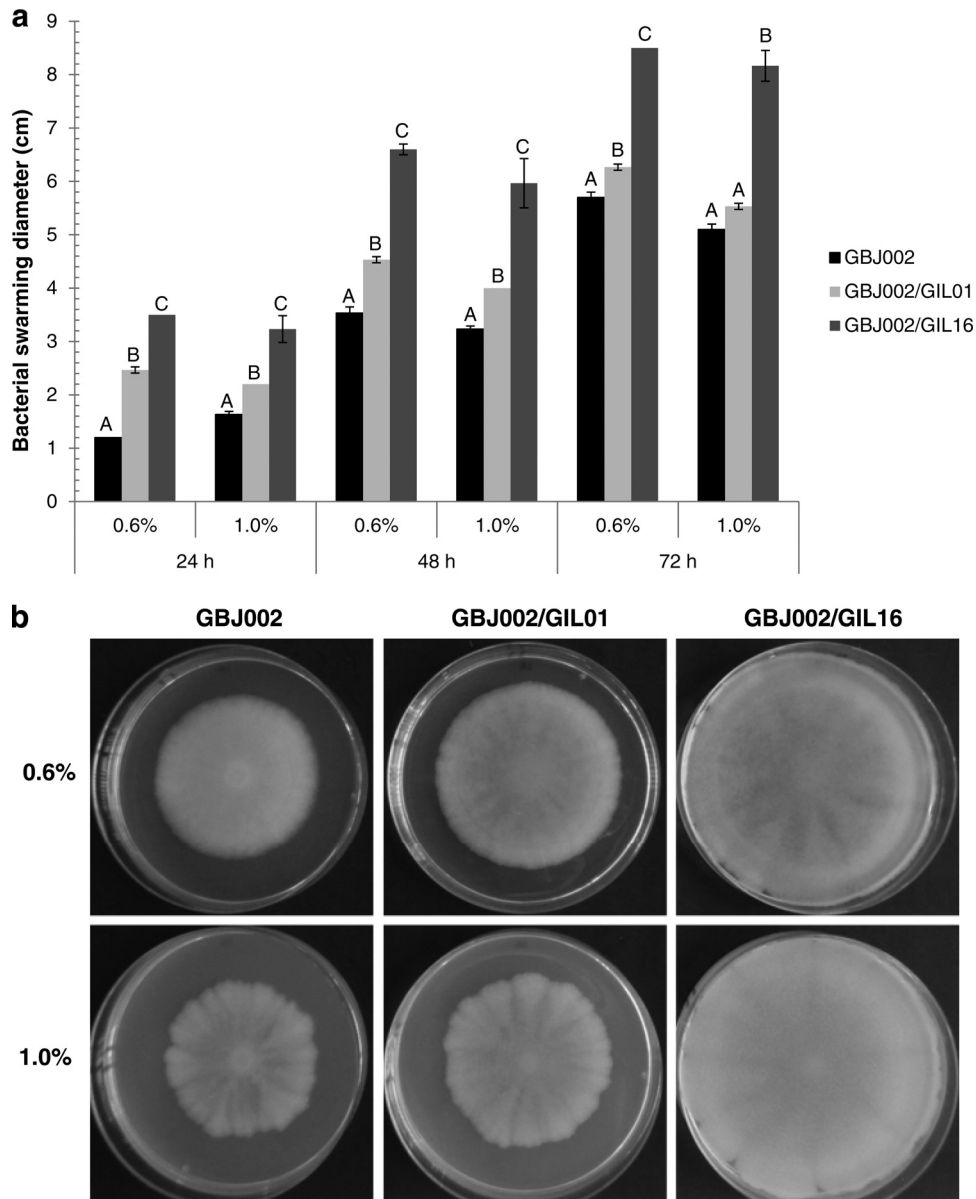 a
Bacterial swarming diameter (cm)
9
8
7
6
5
4
3
2
1
0
A B C
A B C
A B C
A B C
A B C
A A B
GBJ002
GBJ002/GIL01
GBJ002/GIL16
0.6% 1.0% 0.6% 1.0% 0.6% 1.0%
24 h 48 h 72 h
b
GBJ002 GBJ002/GIL01 GBJ002/GIL16
0.6%
1.0%